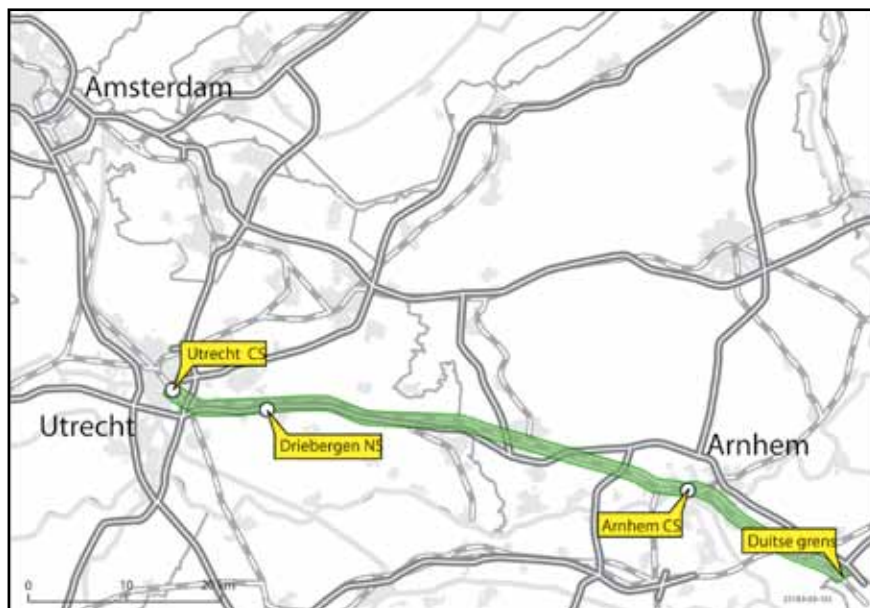 Amsterdam
Utrecht CS
Utrecht
Driebergen NS
Arnhem
Arnhem CS
Duitse grens
0 10 20 km